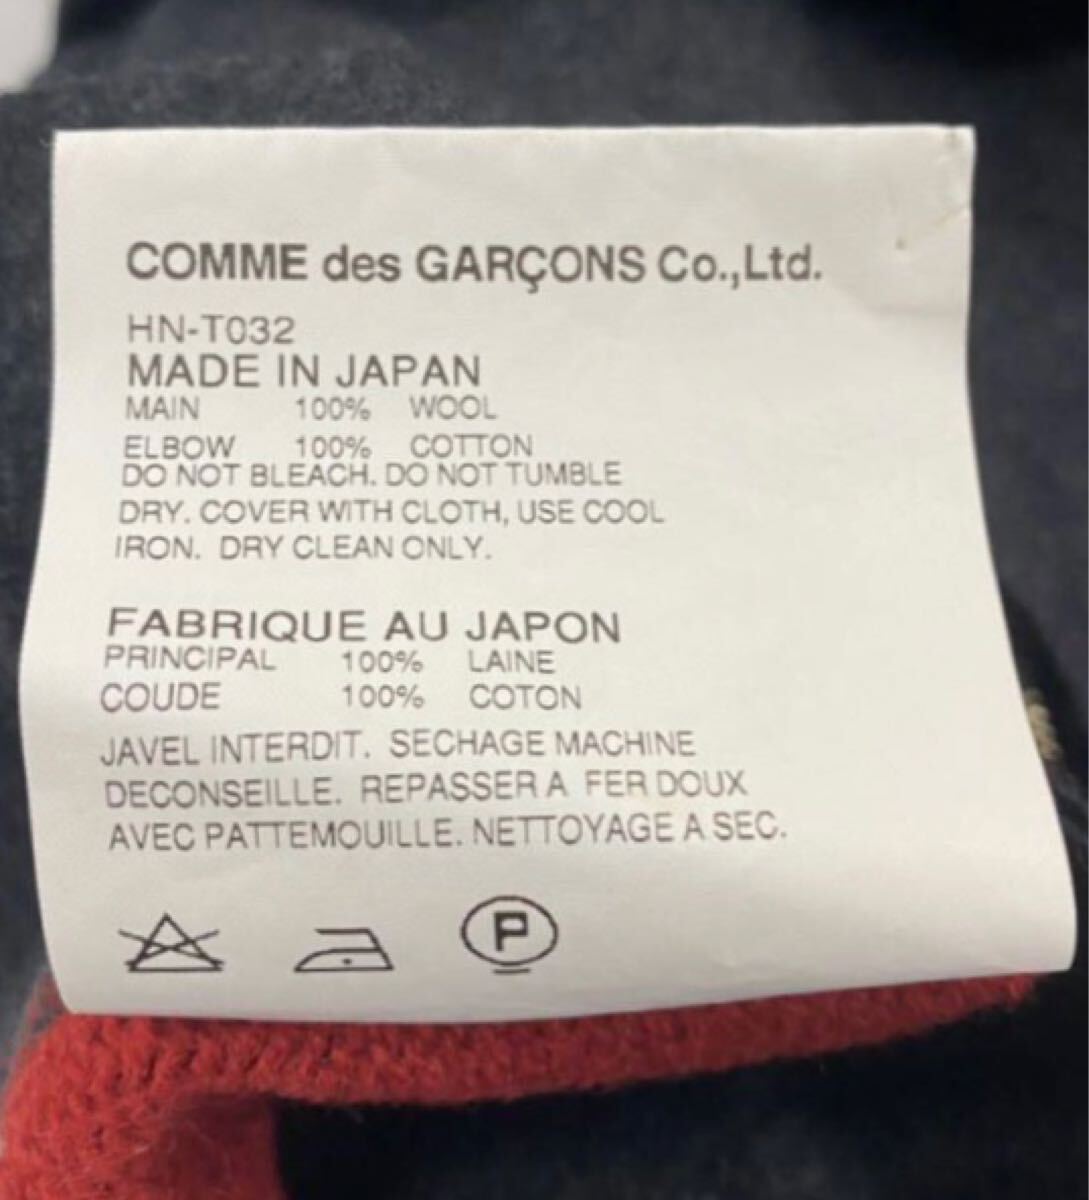 COMME des GARÇONS Co.,Ltd.
HN-T032
MADE IN JAPAN
MAIN 100% WOOL
ELBOW 100% COTTON
DO NOT BLEACH. DO NOT TUMBLE
DRY. COVER WITH CLOTH, USE COOL
IRON. DRY CLEAN ONLY.
FABRIQUE AU JAPON
PRINCIPAL 100% LAINE
COUDE 100% COTON
JAVEL INTERDIT. SECHAGE MACHINE
DECONSEILLE. REPASSER A FER DOUX
AVEC PATTEMOUILLE. NETTOYAGE A SEC.
P